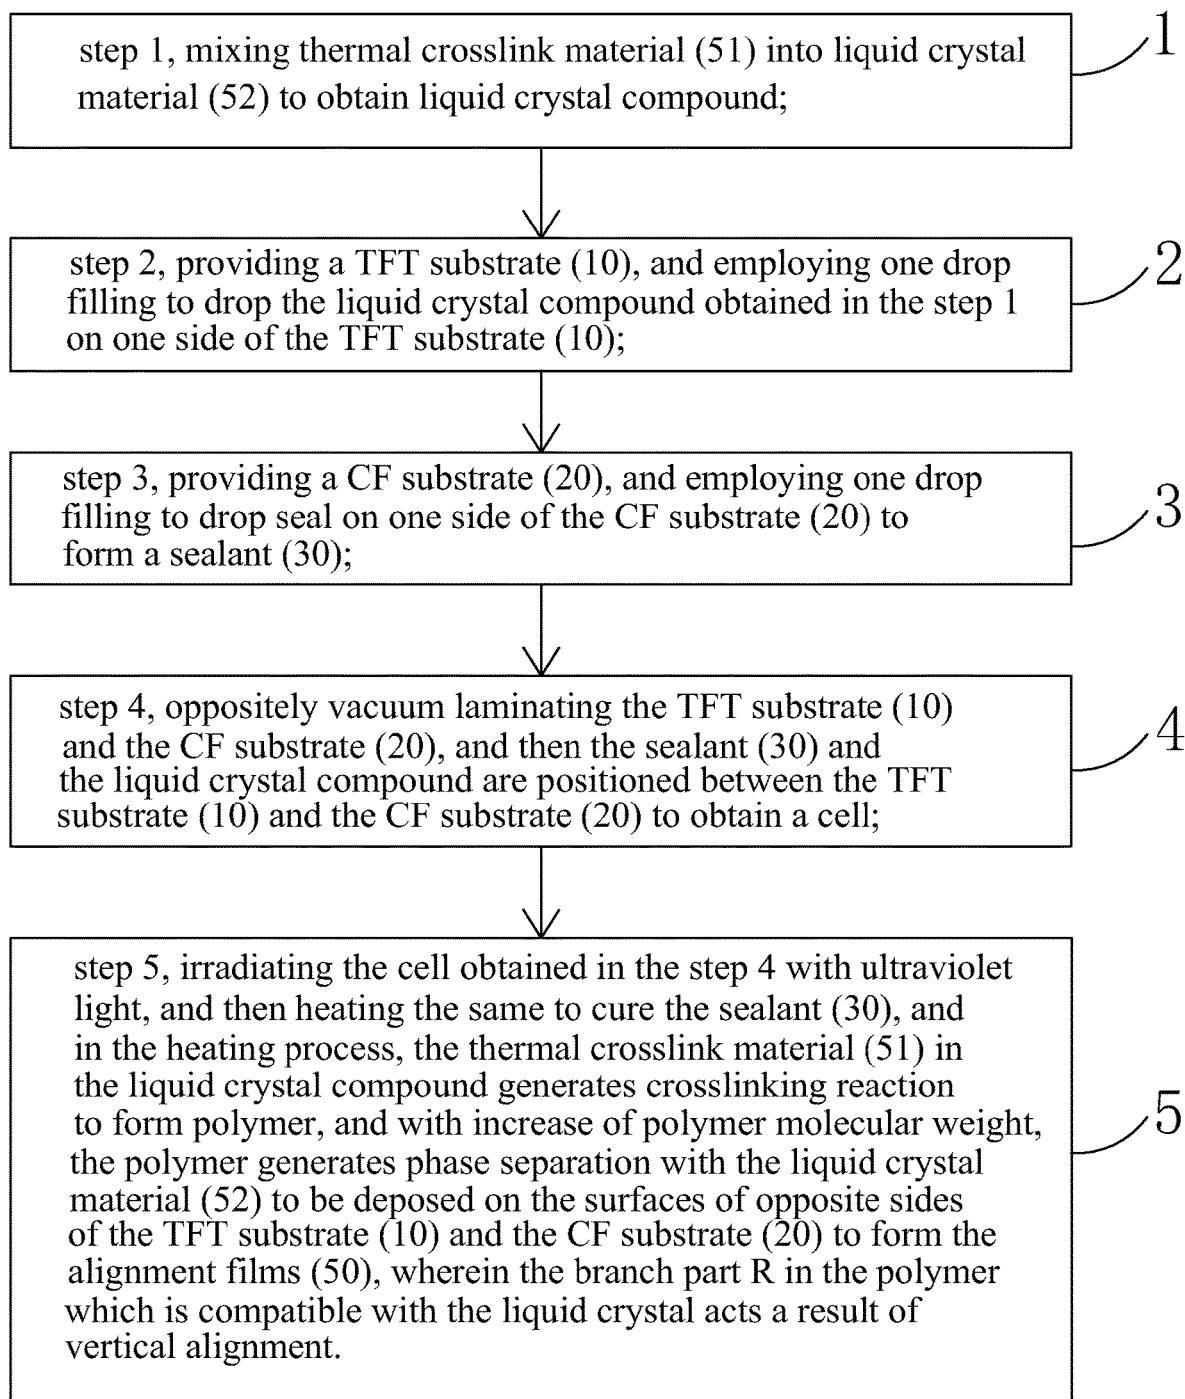 step 1, mixing thermal crosslink material (51) into liquid crystal
material (52) to obtain liquid crystal compound;
1
step 2, providing a TFT substrate (10), and employing one drop
filling to drop the liquid crystal compound obtained in the step 1
on one side of the TFT substrate (10);
2
step 3, providing a CF substrate (20), and employing one drop
filling to drop seal on one side of the CF substrate (20) to
form a sealant (30);
3
step 4, oppositely vacuum laminating the TFT substrate (10)
and the CF substrate (20), and then the sealant (30) and
the liquid crystal compound are positioned between the TFT
substrate (10) and the CF substrate (20) to obtain a cell;
4
step 5, irradiating the cell obtained in the step 4 with ultraviolet
light, and then heating the same to cure the sealant (30), and
in the heating process, the thermal crosslink material (51) in
the liquid crystal compound generates crosslinking reaction
to form polymer, and with increase of polymer molecular weight,
the polymer generates phase separation with the liquid crystal
material (52) to be deposed on the surfaces of opposite sides
of the TFT substrate (10) and the CF substrate (20) to form the
alignment films (50), wherein the branch part R in the polymer
which is compatible with the liquid crystal acts a result of
vertical alignment.
5